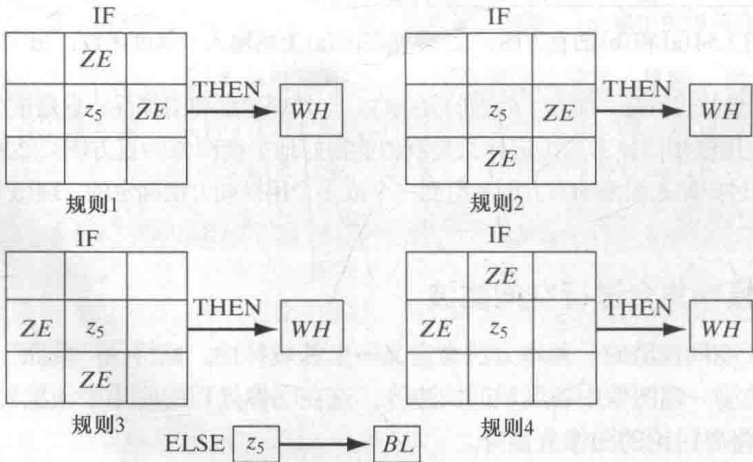 IF
ZE
z₅ ZE
THEN
WH
规则1
IF
z₅ ZE
ZE
THEN
WH
规则2
IF
ZE z₅
ZE
THEN
WH
规则3
IF
ZE
ZE z₅
THEN
WH
规则4
ELSE z₅ BL